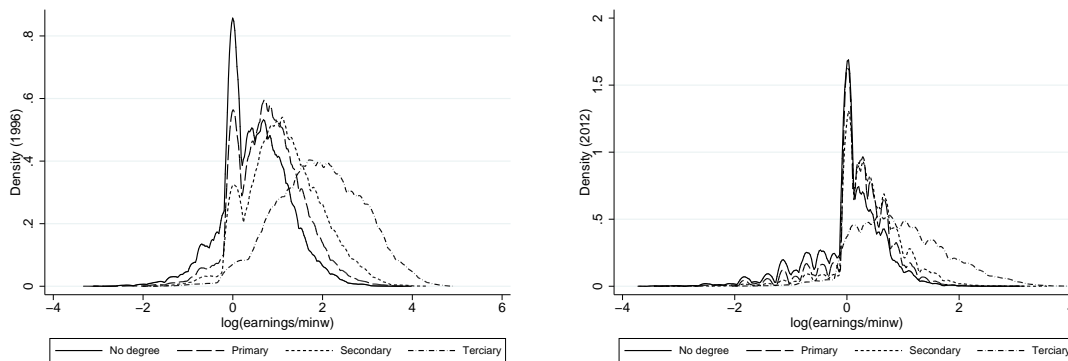 .8
.6
.4
.2
0
Density (1996)
−4 −2 0 2 4 6
log(earnings/minw)
No degree Primary Secondary Terciary
2
1.5
1
.5
0
Density (2012)
−4 −2 0 2 4
log(earnings/minw)
No degree Primary Secondary Terciary